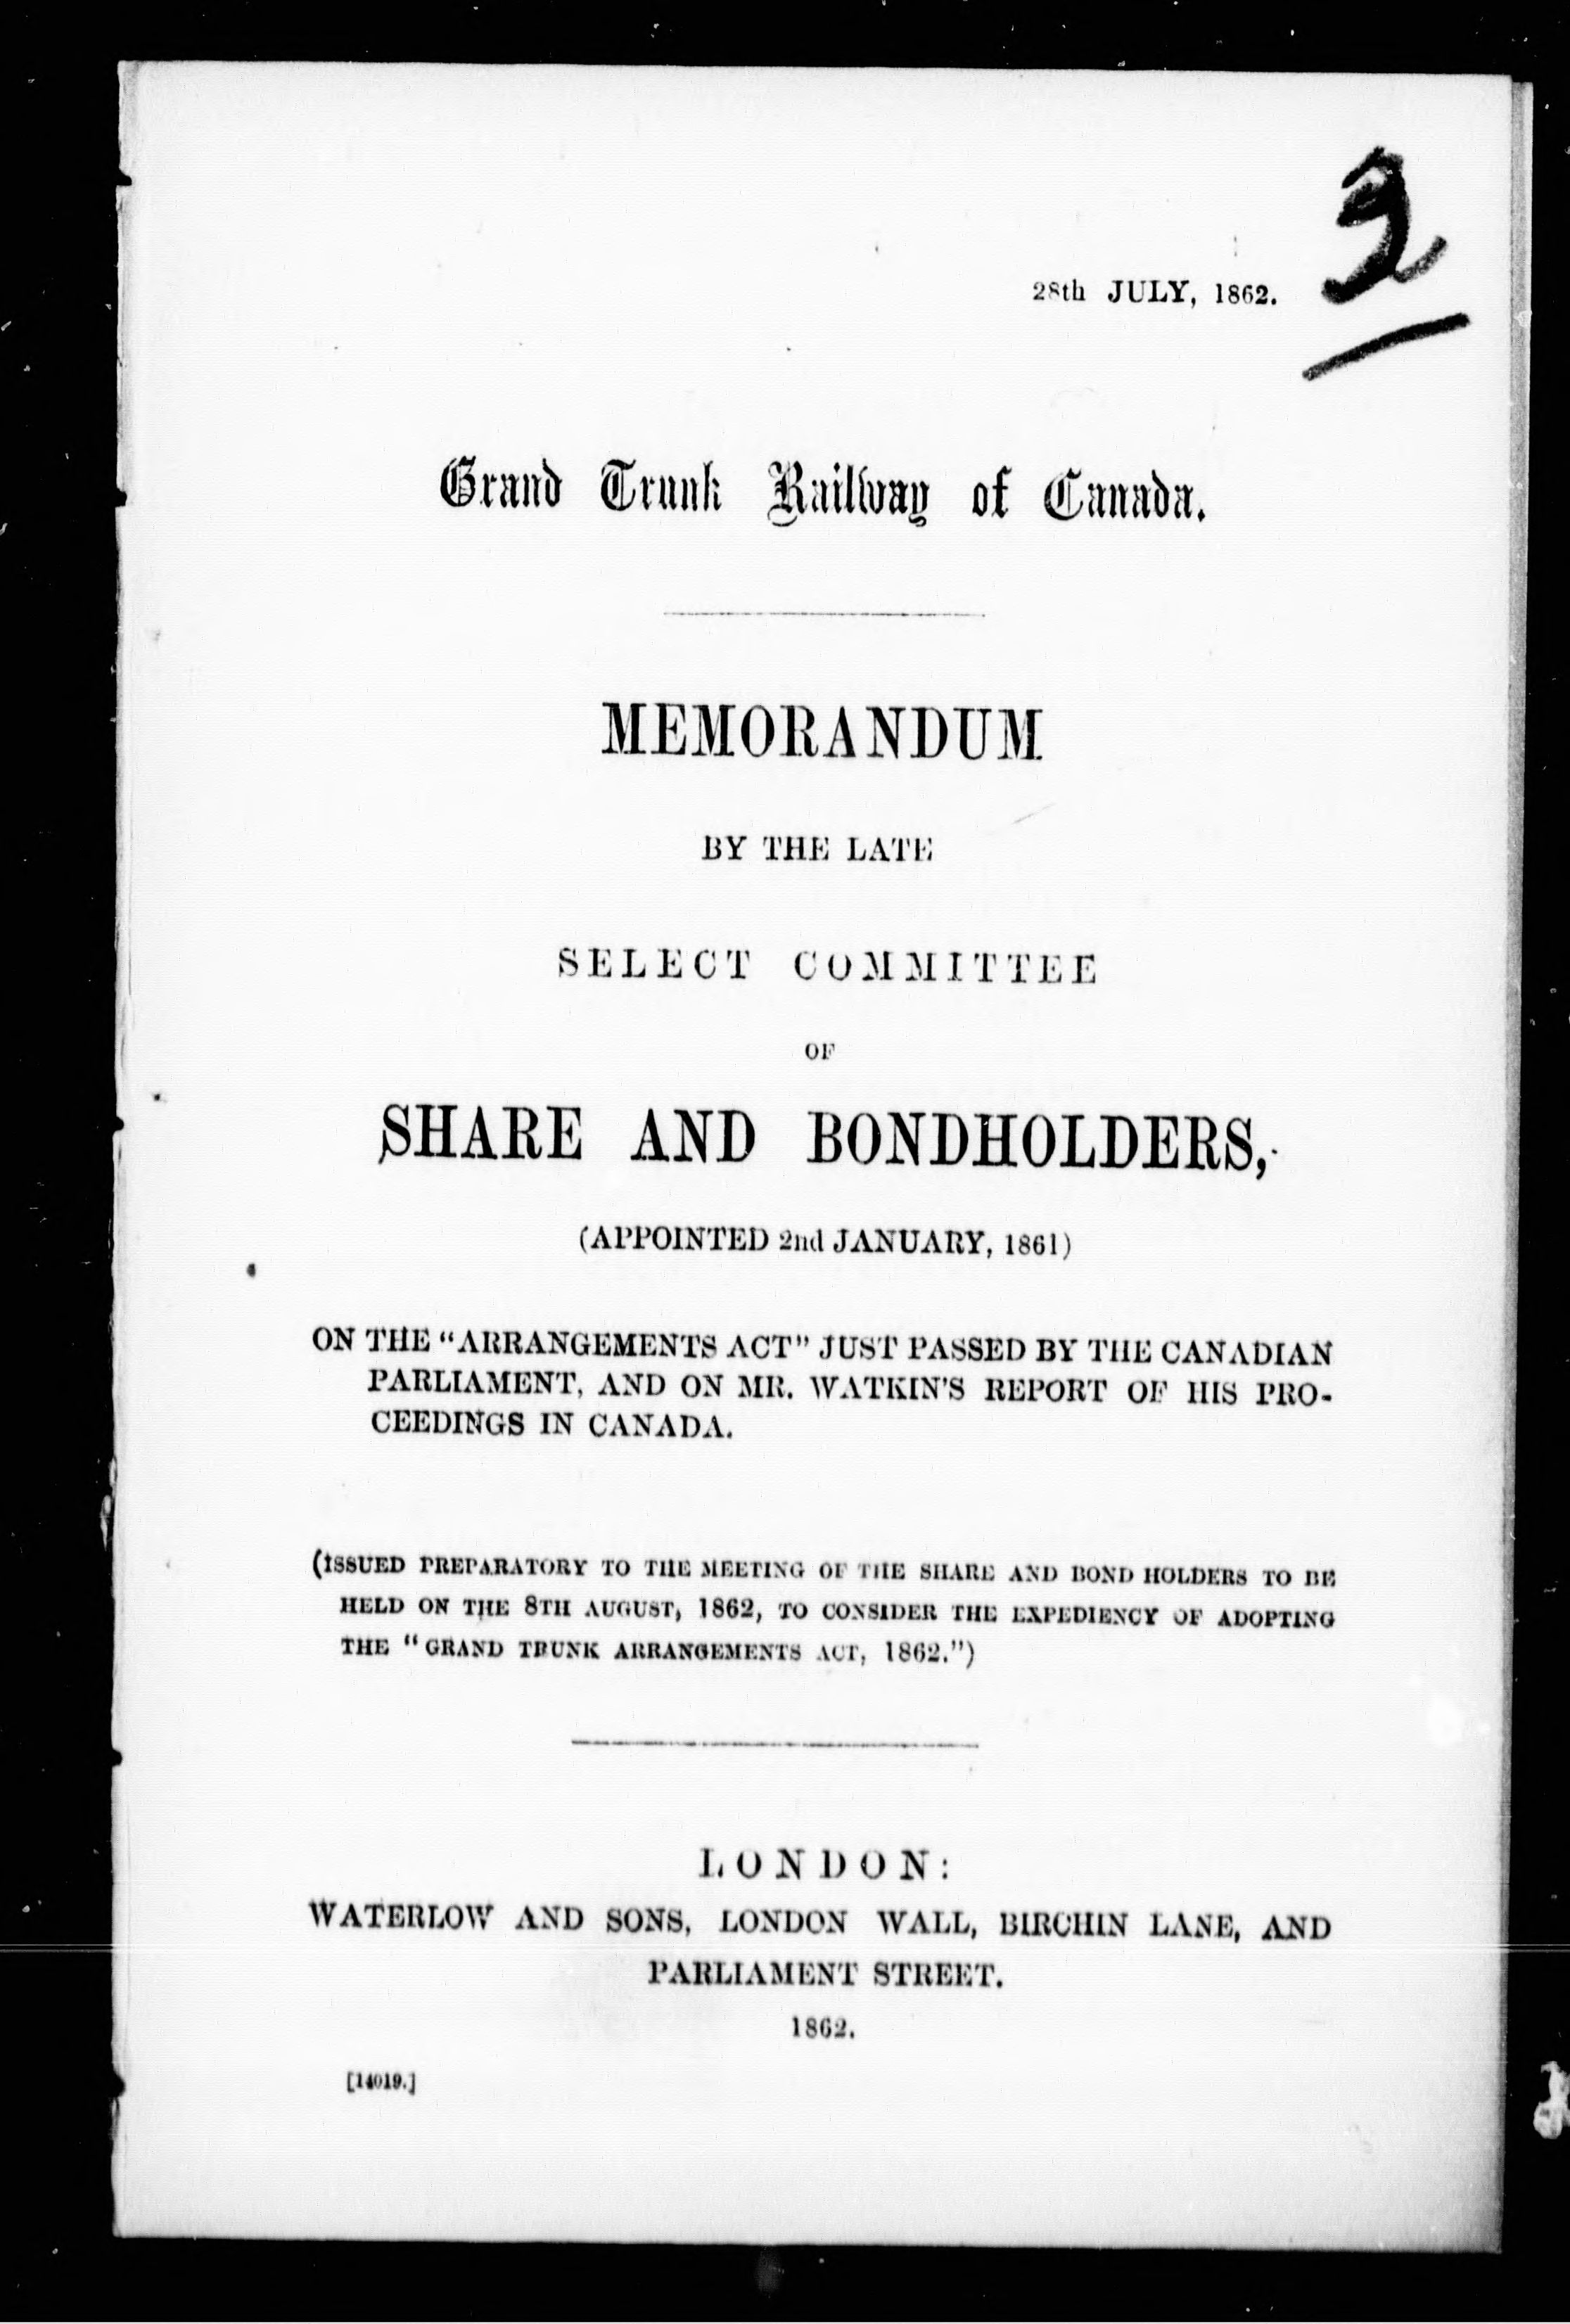 28th JULY, 1862.
Grand Trunk Railway of Canada.
MEMORANDUM
BY THE LATE
SELECT COMMITTEE
OF
SHARE AND BONDHOLDERS,
(APPOINTED 2nd JANUARY, 1861)
ON THE "ARRANGEMENTS ACT" JUST PASSED BY THE CANADIAN
PARLIAMENT, AND ON MR. WATKIN'S REPORT OF HIS PRO-
CEEDINGS IN CANADA.
(ISSUED PREPARATORY TO THE MEETING OF THE SHARE AND BOND HOLDERS TO BE
HELD ON THE 8TH AUGUST, 1862, TO CONSIDER THE EXPEDIENCY OF ADOPTING
THE "GRAND TRUNK ARRANGEMENTS ACT, 1862.")
LONDON:
WATERLOW AND SONS, LONDON WALL, BIRCHIN LANE, AND
PARLIAMENT STREET.
1862.
[14019.]